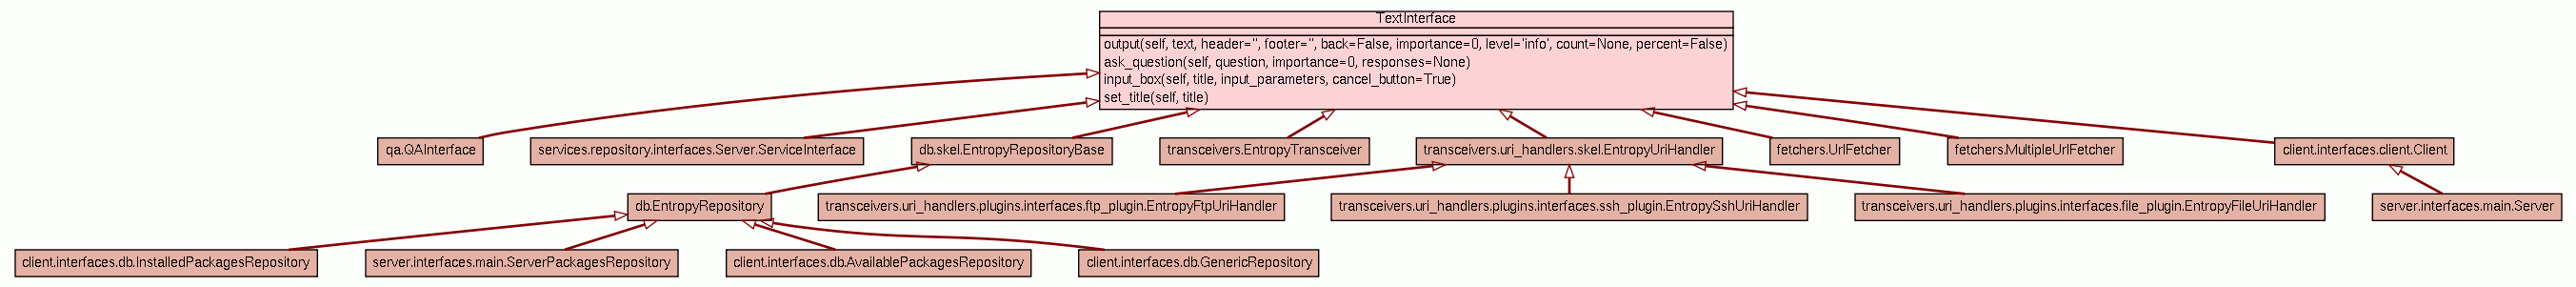 TextInterface
output(self, text, header='', footer='', back=False, importance=0, level='info', count=None, percent=False)
ask_question(self, question, importance=0, responses=None)
input_box(self, title, input_parameters, cancel_button=True)
set_title(self, title)
qa.QAInterface
services.repository.interfaces.Server.ServiceInterface
db.skel.EntropyRepositoryBase
transceivers.EntropyTransceiver
transceivers.uri_handlers.skel.EntropyUriHandler
fetchers.UrlFetcher
fetchers.MultipleUrlFetcher
client.interfaces.client.Client
db.EntropyRepository
transceivers.uri_handlers.plugins.interfaces.ftp_plugin.EntropyFtpUriHandler
transceivers.uri_handlers.plugins.interfaces.ssh_plugin.EntropySshUriHandler
transceivers.uri_handlers.plugins.interfaces.file_plugin.EntropyFileUriHandler
server.interfaces.main.Server
client.interfaces.db.InstalledPackagesRepository
server.interfaces.main.ServerPackagesRepository
client.interfaces.db.AvailablePackagesRepository
client.interfaces.db.GenericRepository